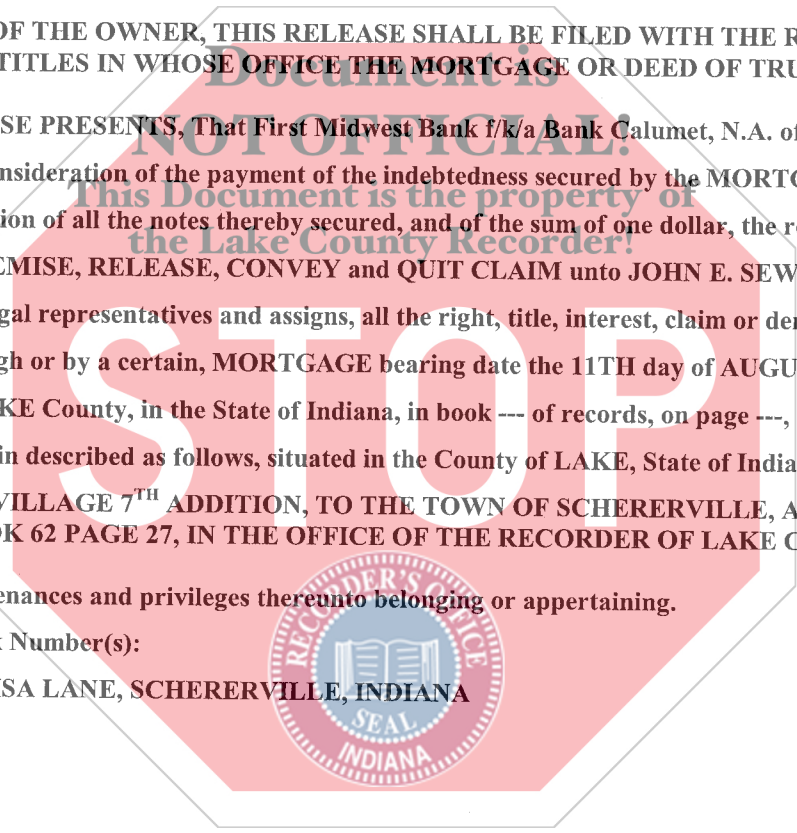 OF THE OWNER, THIS RELEASE SHALL BE FILED WITH THE R
TITLES IN WHOSE OFFICE THE MORTGAGE OR DEED OF TRU
Document is
SE PRESENTS, That First Midwest Bank f/k/a Bank Calumet, N.A. of
NOT OFFICIAL!
nsideration of the payment of the indebtedness secured by the MORTG
This Document is the property of
ion of all the notes thereby secured, and of the sum of one dollar, the re
the Lake County Recorder!
EMISE, RELEASE, CONVEY and QUIT CLAIM unto JOHN E. SEW
gal representatives and assigns, all the right, title, interest, claim or der
STOP
gh or by a certain, MORTGAGE bearing date the 11TH day of AUGU
KE County, in the State of Indiana, in book --- of records, on page ---,
in described as follows, situated in the County of LAKE, State of India
VILLAGE 7TH ADDITION, TO THE TOWN OF SCHERERVILLE, A
OK 62 PAGE 27, IN THE OFFICE OF THE RECORDER OF LAKE C
enances and privileges thereunto belonging or appertaining.
Number(s):
SA LANE, SCHERERVILLE, INDIANA
RECORDER'S OFFICE
SEAL
INDIANA